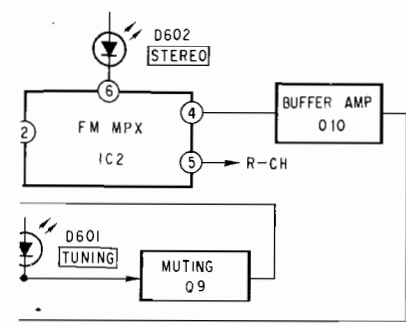 D602
STEREO
6
4
BUFFER AMP
Q10
2
FM MPX
IC2
5
R-CH
D601
TUNING
MUTING
Q9